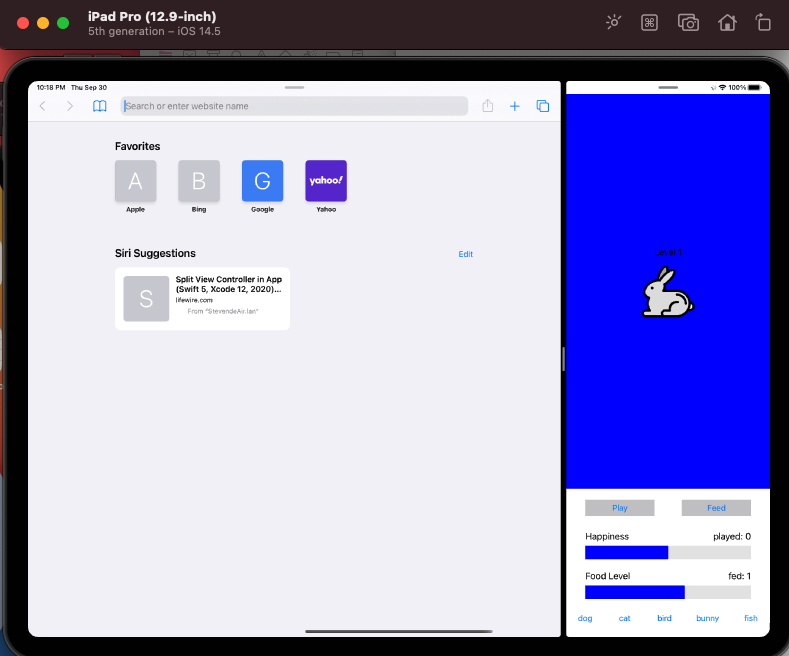 iPad Pro (12.9-inch)
5th generation – iOS 14.5
10:18 PM Thu Sep 30
100%
Search or enter website name
Favorites
A B G yahoo!
Apple Bing Google Yahoo
Siri Suggestions Edit
S
Split View Controller in App
(Swift 5, Xcode 12, 2020)...
lifewire.com
From "StevendeAir.lan"
Level 1
Play Feed
Happiness played: 0
Food Level fed: 1
dog cat bird bunny fish